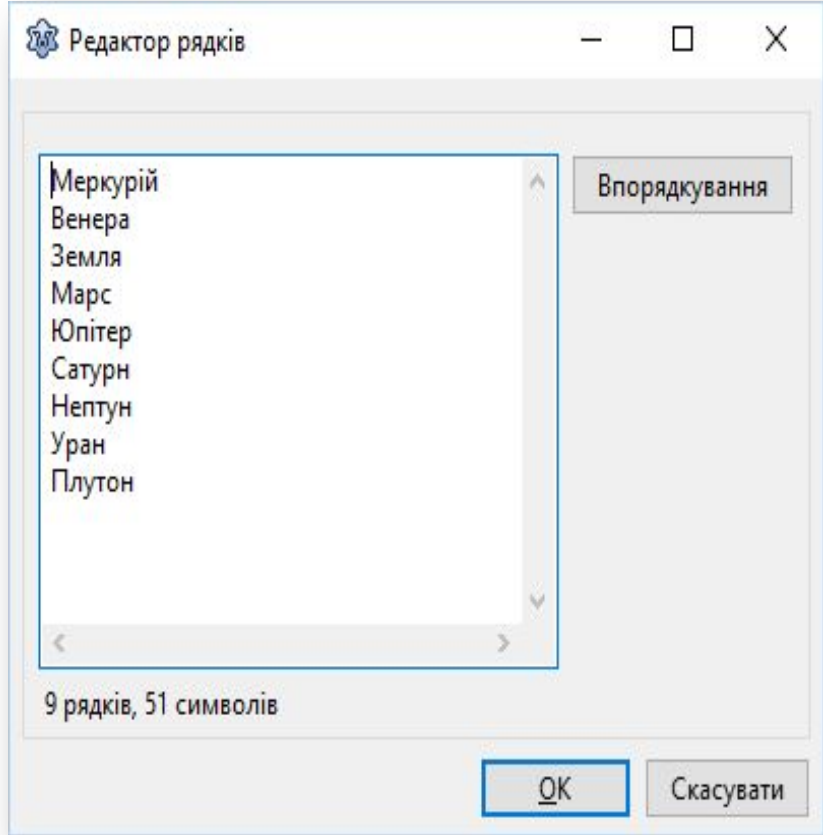 Редактор рядків
Меркурій
Впорядкування
Венера
Земля
Марс
Юпітер
Сатурн
Нептун
Уран
Плутон
9 рядків, 51 символів
OK
Скасувати